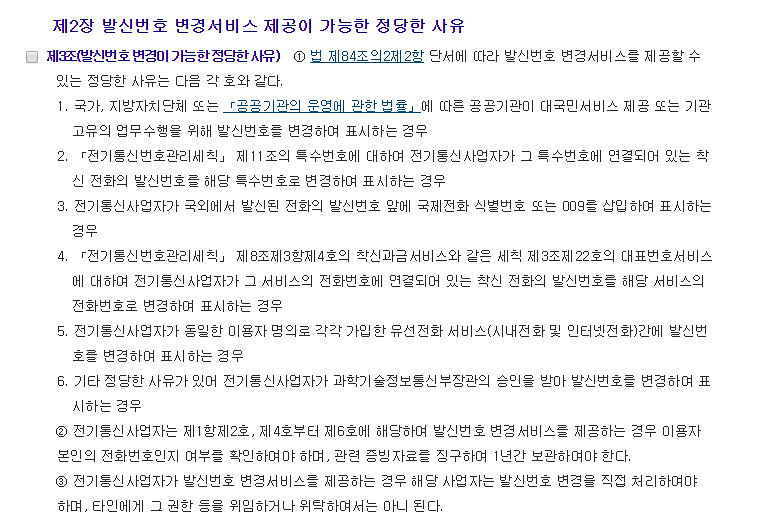 제2장 발신번호 변경서비스 제공이 가능한 정당한 사유
제3조(발신번호 변경이 가능한 정당한 사유) ① 법 제84조의2제2항 단서에 따라 발신번호 변경서비스를 제공할 수
있는 정당한 사유는 다음 각 호와 같다.
1. 국가, 지방자치단체 또는 「공공기관의 운영에 관한 법률」에 따른 공공기관이 대국민서비스 제공 또는 기관
고유의 업무수행을 위해 발신번호를 변경하여 표시하는 경우
2. 「전기통신번호관리세칙」 제11조의 특수번호에 대하여 전기통신사업자가 그 특수번호에 연결되어 있는 착
신 전화의 발신번호를 해당 특수번호로 변경하여 표시하는 경우
3. 전기통신사업자가 국외에서 발신된 전화의 발신번호 앞에 국제전화 식별번호 또는 009를 삽입하여 표시하는
경우
4. 「전기통신번호관리세칙」 제8조제3항제4호의 착신과금서비스와 같은 세칙 제3조제22호의 대표번호서비스
에 대하여 전기통신사업자가 그 서비스의 전화번호에 연결되어 있는 착신 전화의 발신번호를 해당 서비스의
전화번호로 변경하여 표시하는 경우
5. 전기통신사업자가 동일한 이용자 명의로 각각 가입한 유선전화 서비스(시내전화 및 인터넷전화)간에 발신번
호를 변경하여 표시하는 경우
6. 기타 정당한 사유가 있어 전기통신사업자가 과학기술정보통신부장관의 승인을 받아 발신번호를 변경하여 표
시하는 경우
② 전기통신사업자는 제1항제2호, 제4호부터 제6호에 해당하여 발신번호 변경서비스를 제공하는 경우 이용자
본인의 전화번호인지 여부를 확인하여야 하며, 관련 증빙자료를 징구하여 1년간 보관하여야 한다.
③ 전기통신사업자가 발신번호 변경서비스를 제공하는 경우 해당 사업자는 발신번호 변경을 직접 처리하여야
하며, 타인에게 그 권한 등을 위임하거나 위탁하여서는 아니 된다.